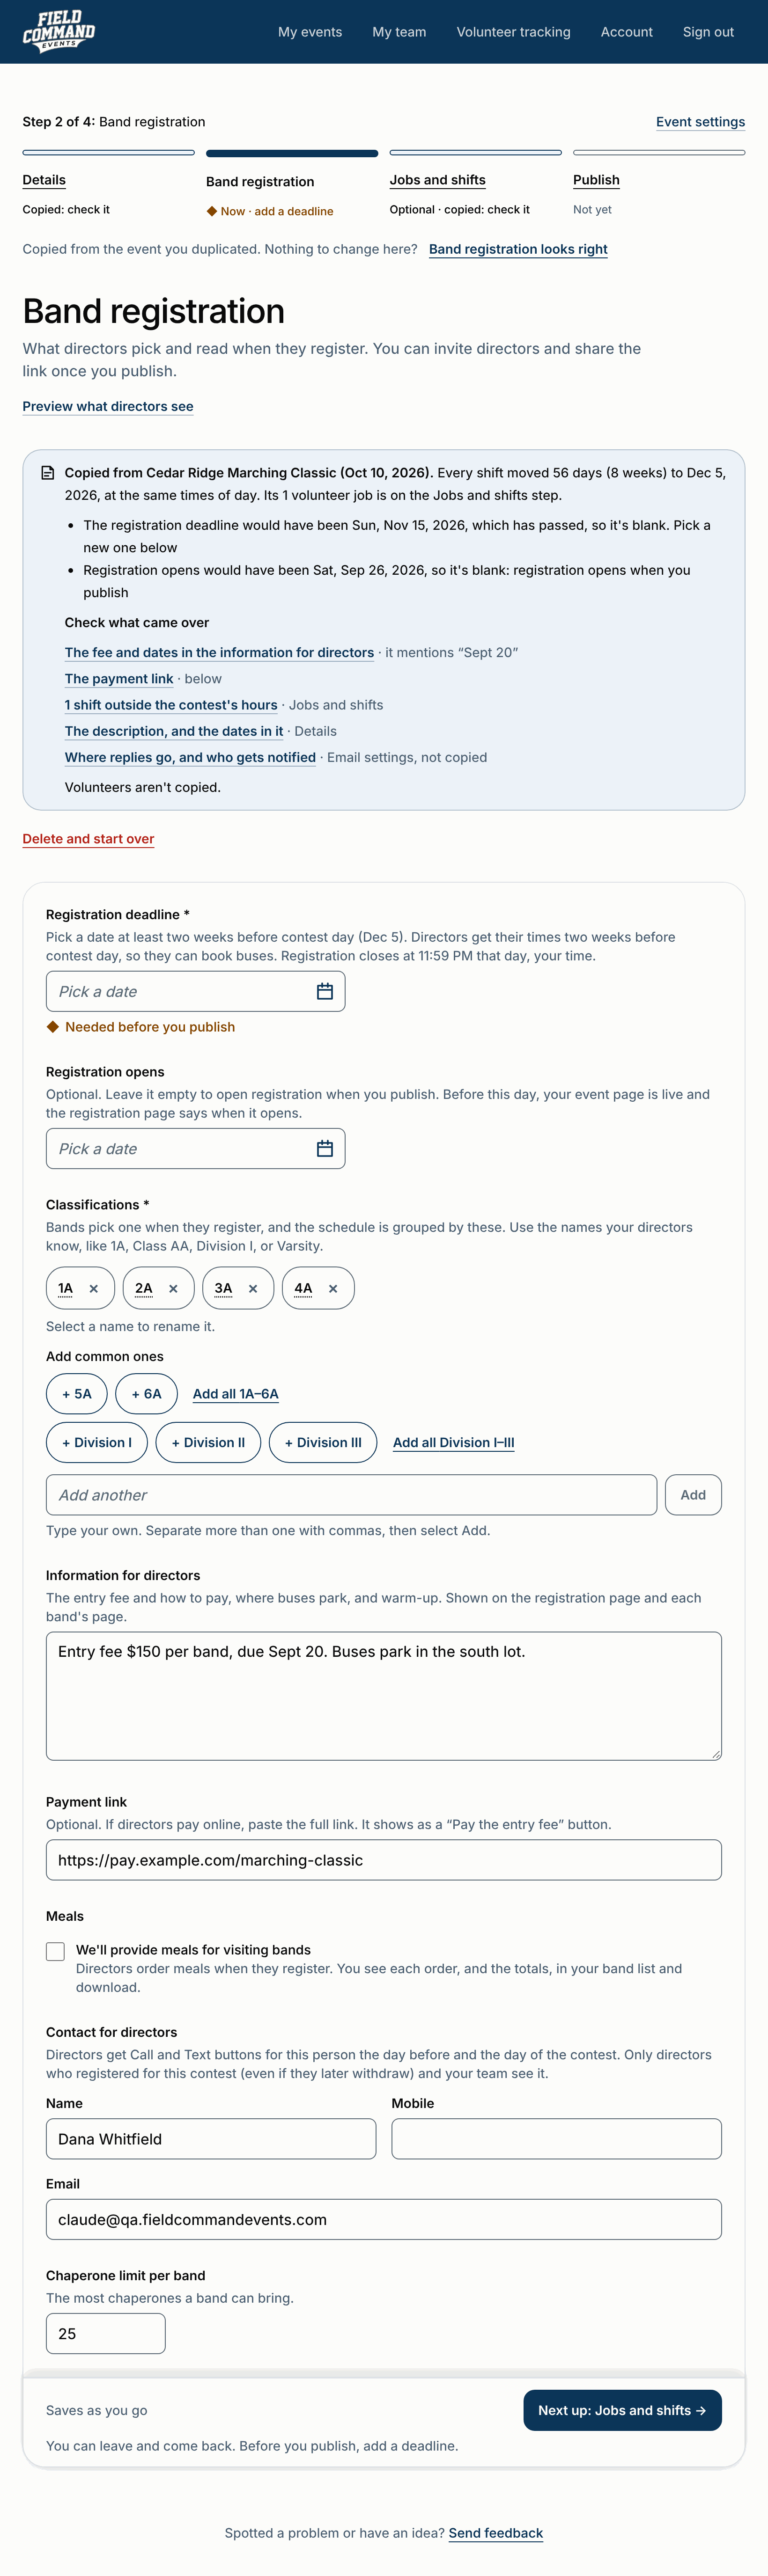 FIELD
COMMAND
EVENTS
My events
My team
Volunteer tracking
Account
Sign out
Step 2 of 4: Band registration
Event settings
Details
Band registration
Jobs and shifts
Publish
Copied: check it
◆ Now · add a deadline
Optional · copied: check it
Not yet
Copied from the event you duplicated. Nothing to change here? Band registration looks right
Band registration
What directors pick and read when they register. You can invite directors and share the
link once you publish.
Preview what directors see
Copied from Cedar Ridge Marching Classic (Oct 10, 2026). Every shift moved 56 days (8 weeks) to Dec 5,
2026, at the same times of day. Its 1 volunteer job is on the Jobs and shifts step.
• The registration deadline would have been Sun, Nov 15, 2026, which has passed, so it's blank. Pick a
new one below
• Registration opens would have been Sat, Sep 26, 2026, so it's blank: registration opens when you
publish
Check what came over
The fee and dates in the information for directors · it mentions “Sept 20”
The payment link · below
1 shift outside the contest's hours · Jobs and shifts
The description, and the dates in it · Details
Where replies go, and who gets notified · Email settings, not copied
Volunteers aren't copied.
Delete and start over
Registration deadline *
Pick a date at least two weeks before contest day (Dec 5). Directors get their times two weeks before
contest day, so they can book buses. Registration closes at 11:59 PM that day, your time.
Pick a date
◆ Needed before you publish
Registration opens
Optional. Leave it empty to open registration when you publish. Before this day, your event page is live and
the registration page says when it opens.
Pick a date
Classifications *
Bands pick one when they register, and the schedule is grouped by these. Use the names your directors
know, like 1A, Class AA, Division I, or Varsity.
1A × 2A × 3A × 4A ×
Select a name to rename it.
Add common ones
+ 5A + 6A Add all 1A–6A
+ Division I + Division II + Division III Add all Division I–III
Add another
Add
Type your own. Separate more than one with commas, then select Add.
Information for directors
The entry fee and how to pay, where buses park, and warm-up. Shown on the registration page and each
band's page.
Entry fee $150 per band, due Sept 20. Buses park in the south lot.
Payment link
Optional. If directors pay online, paste the full link. It shows as a “Pay the entry fee” button.
https://pay.example.com/marching-classic
Meals
We'll provide meals for visiting bands
Directors order meals when they register. You see each order, and the totals, in your band list and
download.
Contact for directors
Directors get Call and Text buttons for this person the day before and the day of the contest. Only directors
who registered for this contest (even if they later withdraw) and your team see it.
Name
Mobile
Dana Whitfield
Email
claude@qa.fieldcommandevents.com
Chaperone limit per band
The most chaperones a band can bring.
25
Saves as you go
Next up: Jobs and shifts →
You can leave and come back. Before you publish, add a deadline.
Spotted a problem or have an idea? Send feedback